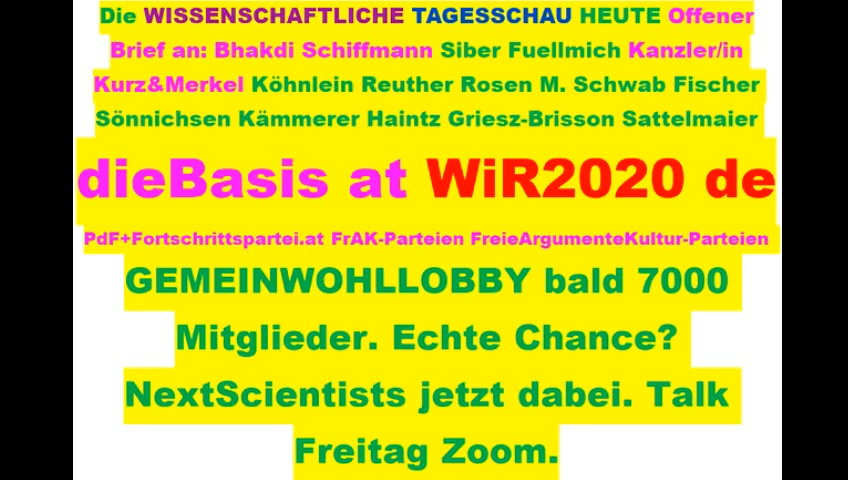 Die WISSENSCHAFTLICHE TAGESSCHAU HEUTE Offener
Brief an: Bhakdi Schiffmann Siber Fuellmich Kanzler/in
Kurz&Merkel Köhnlein Reuther Rosen M. Schwab Fischer
Sönnichsen Kämmerer Haintz Griesz-Brisson Sattelmaier
dieBasis at WiR2020 de
PdF+Fortschrittspartei.at FrAK-Parteien FreieArgumenteKultur-Parteien
GEMEINWOHLLOBBY bald 7000
Mitglieder. Echte Chance?
NextScientists jetzt dabei. Talk
Freitag Zoom.